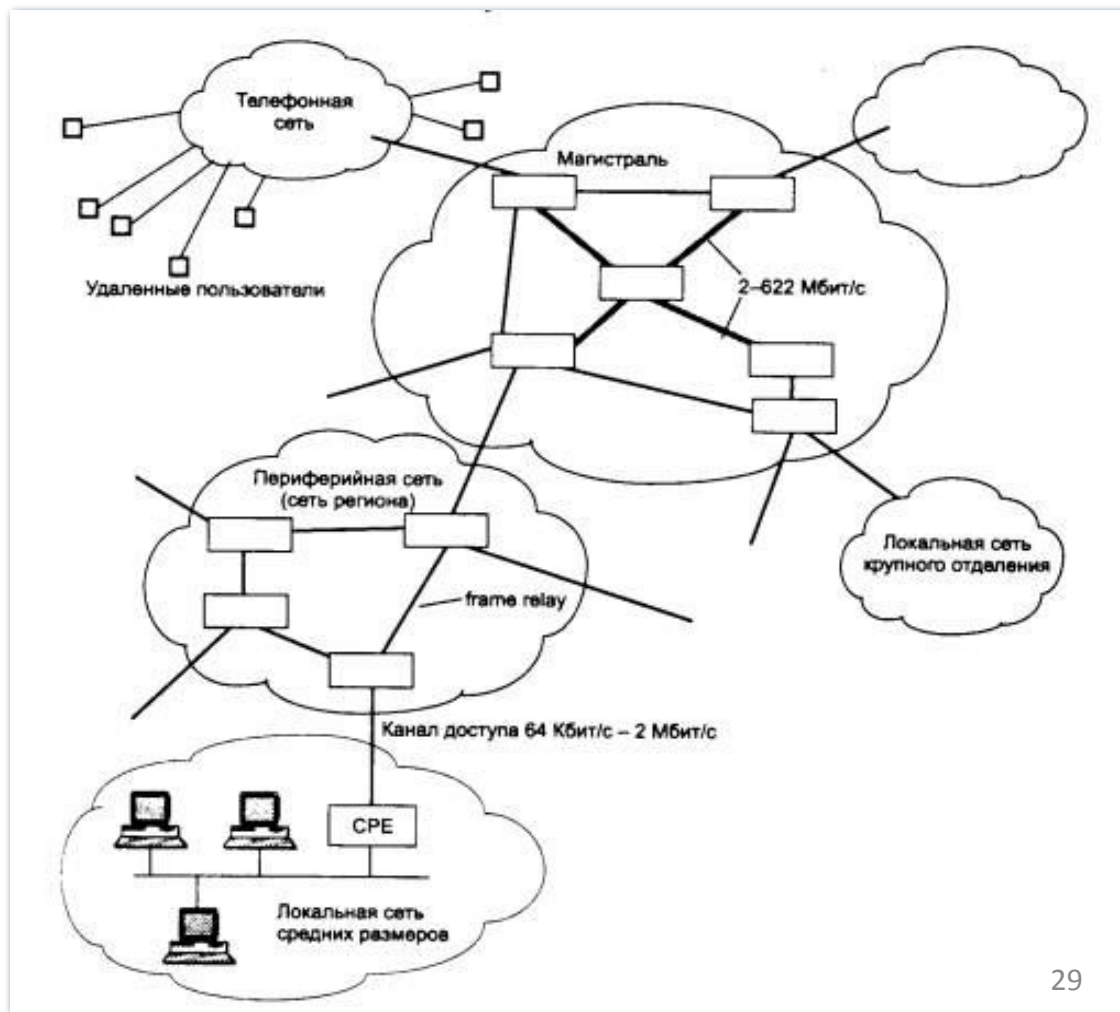 Телефонная
сеть
Магистраль
Удаленные пользователи
2–622 Мбит/с
Периферийная сеть
(сеть региона)
Локальная сеть
крупного отделения
frame relay
Канал доступа 64 Кбит/с – 2 Мбит/с
CPE
Локальная сеть
средних размеров
29